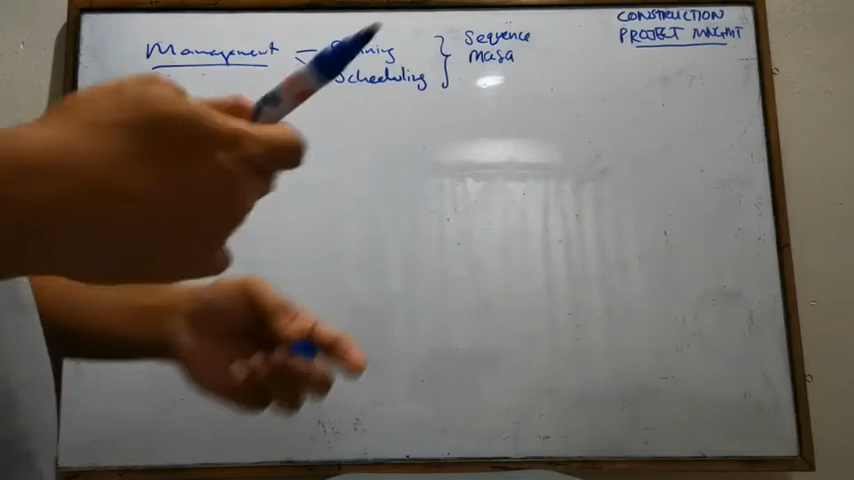 CONSTRUCTION
PROJECT MNGMT
Management
Scheduling
Sequence
Masa